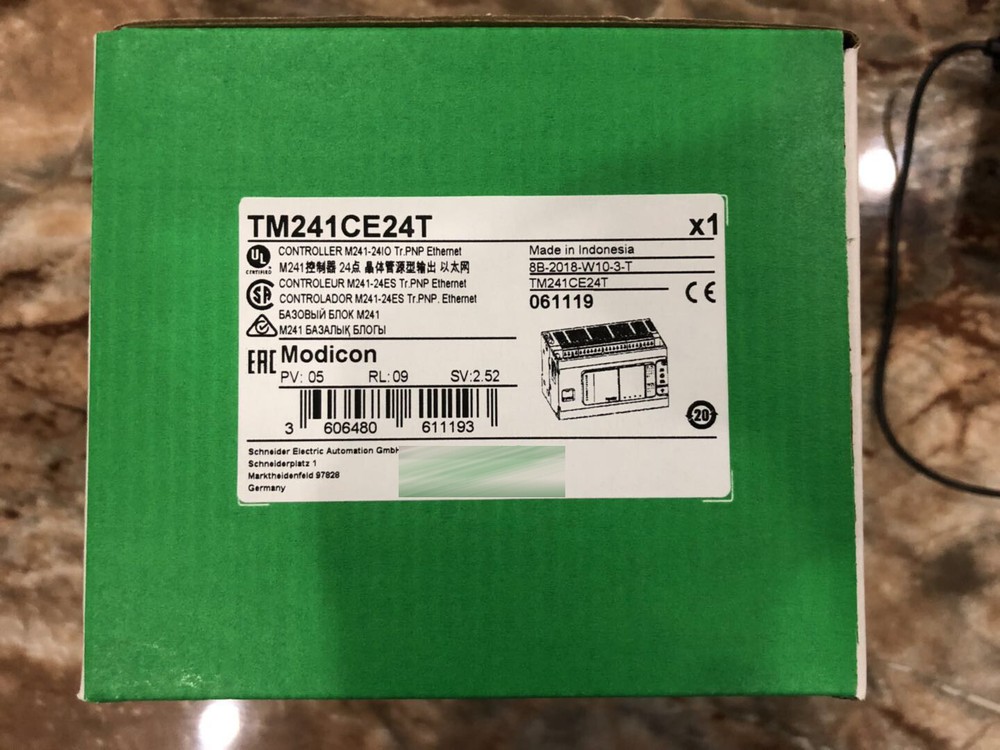 TM241CE24T x1
UL CERTIFIED
CONTROLLER M241-24IO Tr.PNP Ethernet
M241控制器 24点 晶体管源型输出 以太网
CONTROLEUR M241-24ES Tr.PNP Ethernet
CONTROLADOR M241-24ES Tr.PNP. Ethernet
БАЗОВЫЙ БЛОК M241
M241 БАЗАЛЫҚ БЛОГЫ
Made in Indonesia
8B-2018-W10-3-T
TM241CE24T
061119
CE
EAC
Modicon
PV: 05 RL: 09 SV:2.52
3 606480 611193
20
Schneider Electric Automation GmbH
Schneiderplatz 1
Marktheidenfeld 97828
Germany